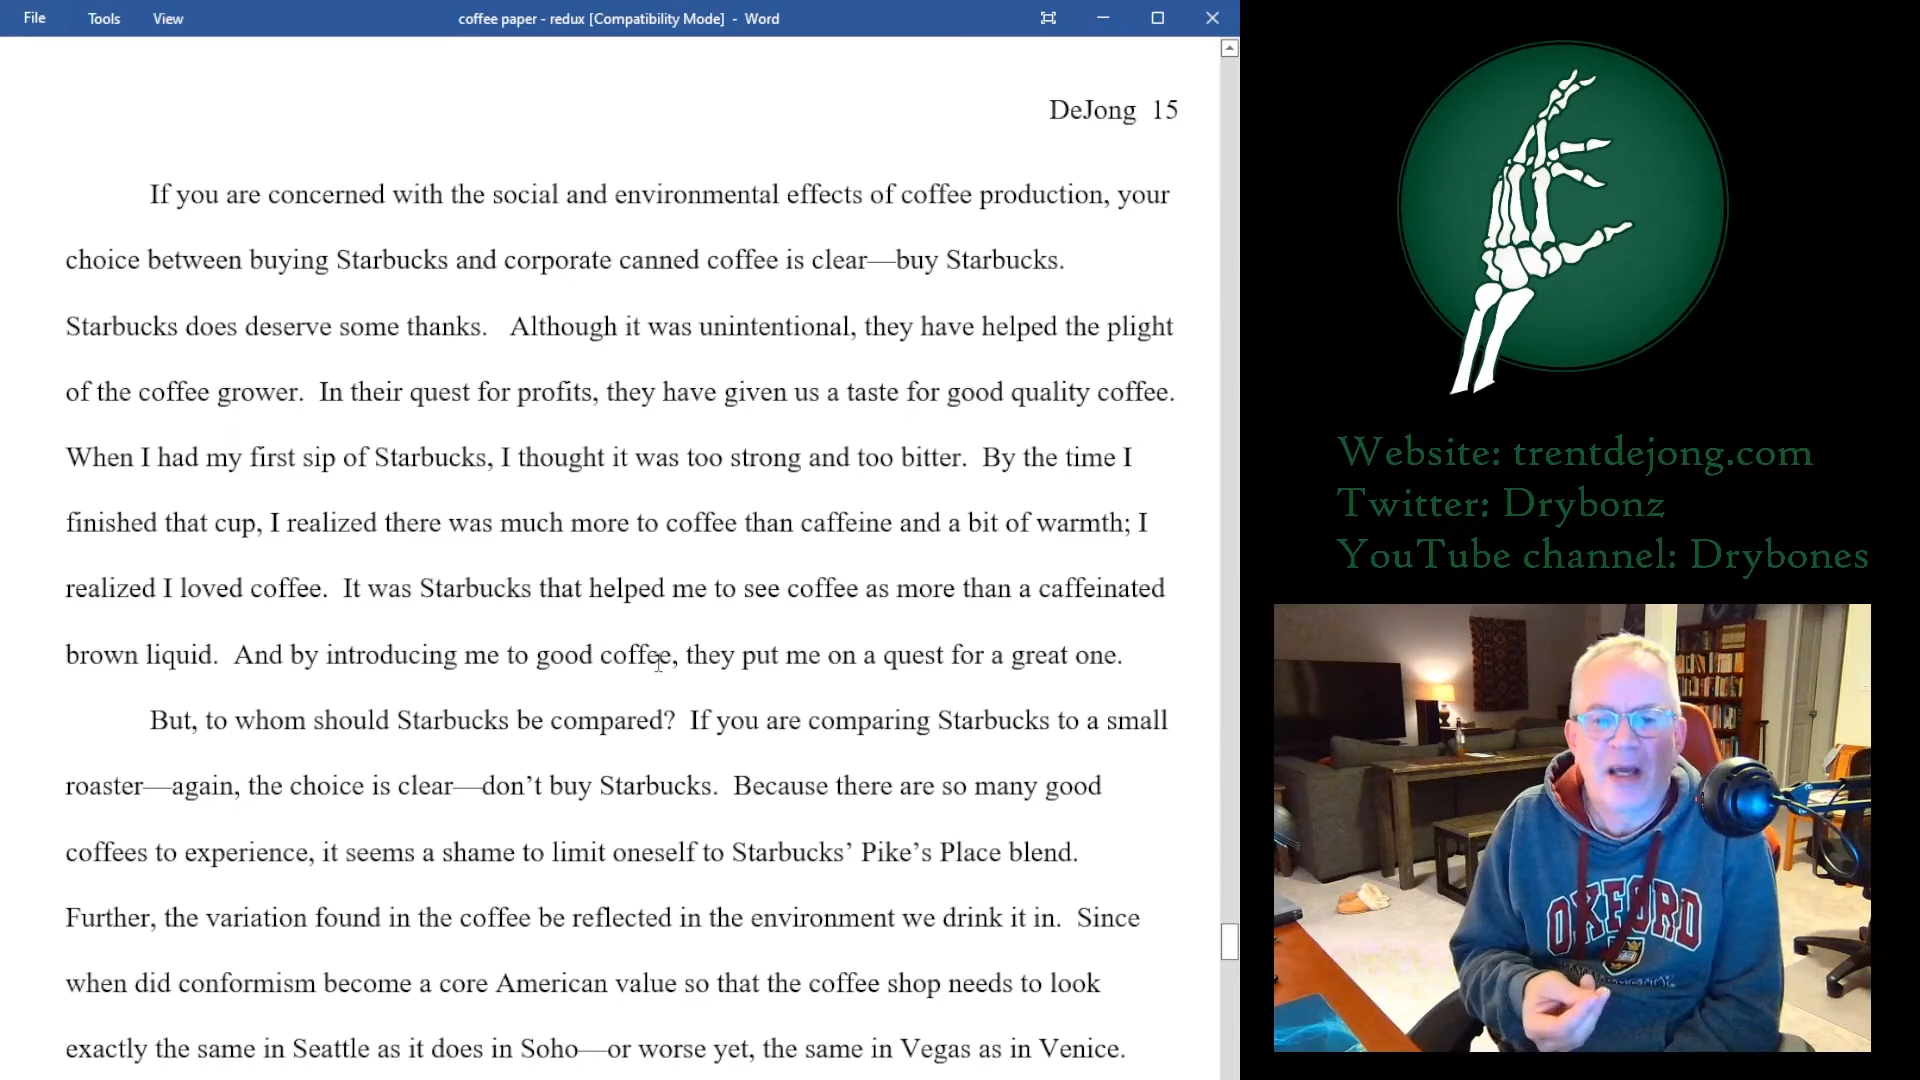 File Tools View coffee paper - redux [Compatibility Mode] - Word
DeJong 15
If you are concerned with the social and environmental effects of coffee production, your
choice between buying Starbucks and corporate canned coffee is clear—buy Starbucks.
Starbucks does deserve some thanks. Although it was unintentional, they have helped the plight
of the coffee grower. In their quest for profits, they have given us a taste for good quality coffee.
When I had my first sip of Starbucks, I thought it was too strong and too bitter. By the time I
finished that cup, I realized there was much more to coffee than caffeine and a bit of warmth; I
realized I loved coffee. It was Starbucks that helped me to see coffee as more than a caffeinated
brown liquid. And by introducing me to good coffee, they put me on a quest for a great one.
But, to whom should Starbucks be compared? If you are comparing Starbucks to a small
roaster—again, the choice is clear—don’t buy Starbucks. Because there are so many good
coffees to experience, it seems a shame to limit oneself to Starbucks’ Pike’s Place blend.
Further, the variation found in the coffee be reflected in the environment we drink it in. Since
when did conformism become a core American value so that the coffee shop needs to look
exactly the same in Seattle as it does in Soho—or worse yet, the same in Vegas as in Venice.
Website: trentdejong.com
Twitter: Drybonz
YouTube channel: Drybones
OXFORD